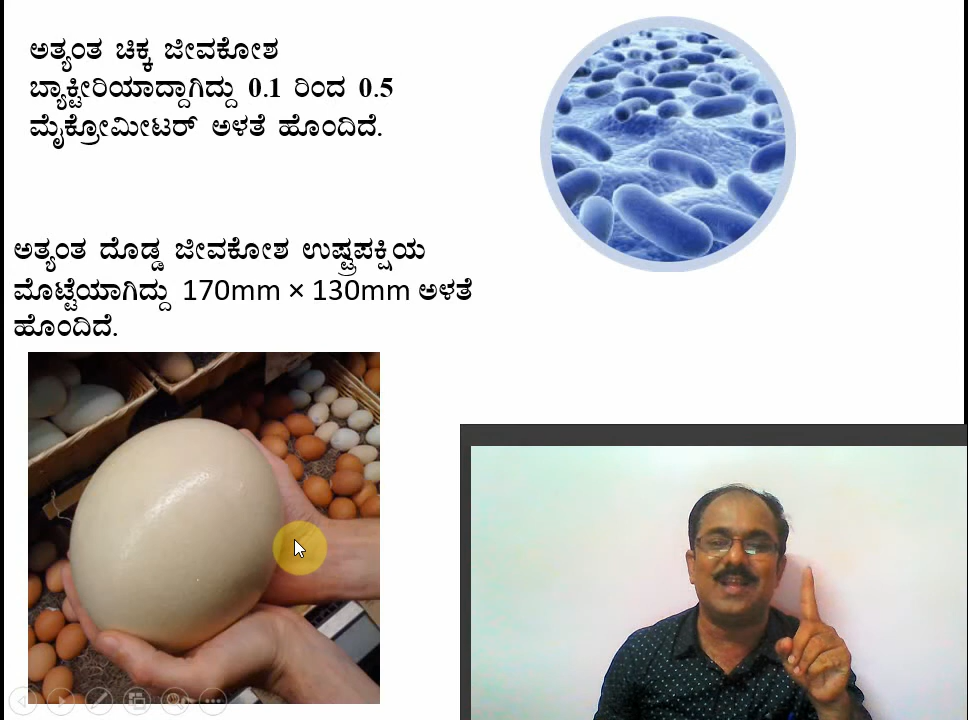 ಅತ್ಯಂತ ಚಿಕ್ಕ ಜೀವಕೋಶ
ಬ್ಯಾಕ್ಟೀರಿಯಾದ್ದಾಗಿದ್ದು 0.1 ರಿಂದ 0.5
ಮೈಕ್ರೋಮೀಟರ್ ಅಳತೆ ಹೊಂದಿದೆ.
ಅತ್ಯಂತ ದೊಡ್ಡ ಜೀವಕೋಶ ಉಷ್ಟ್ರಪಕ್ಷಿಯ
ಮೊಟ್ಟೆಯಾಗಿದ್ದು 170mm × 130mm ಅಳತೆ
ಹೊಂದಿದೆ.